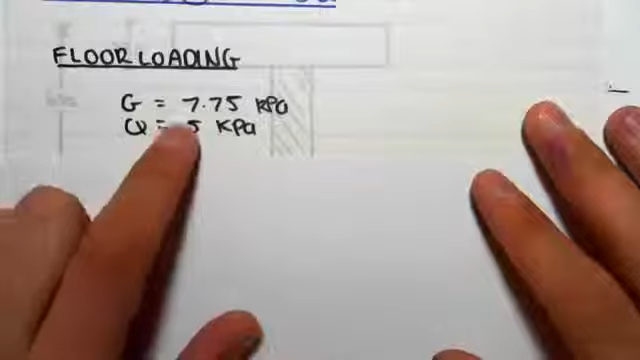 FLOOR LOADING
G = 7.75 kPa
Q = 5 KPa